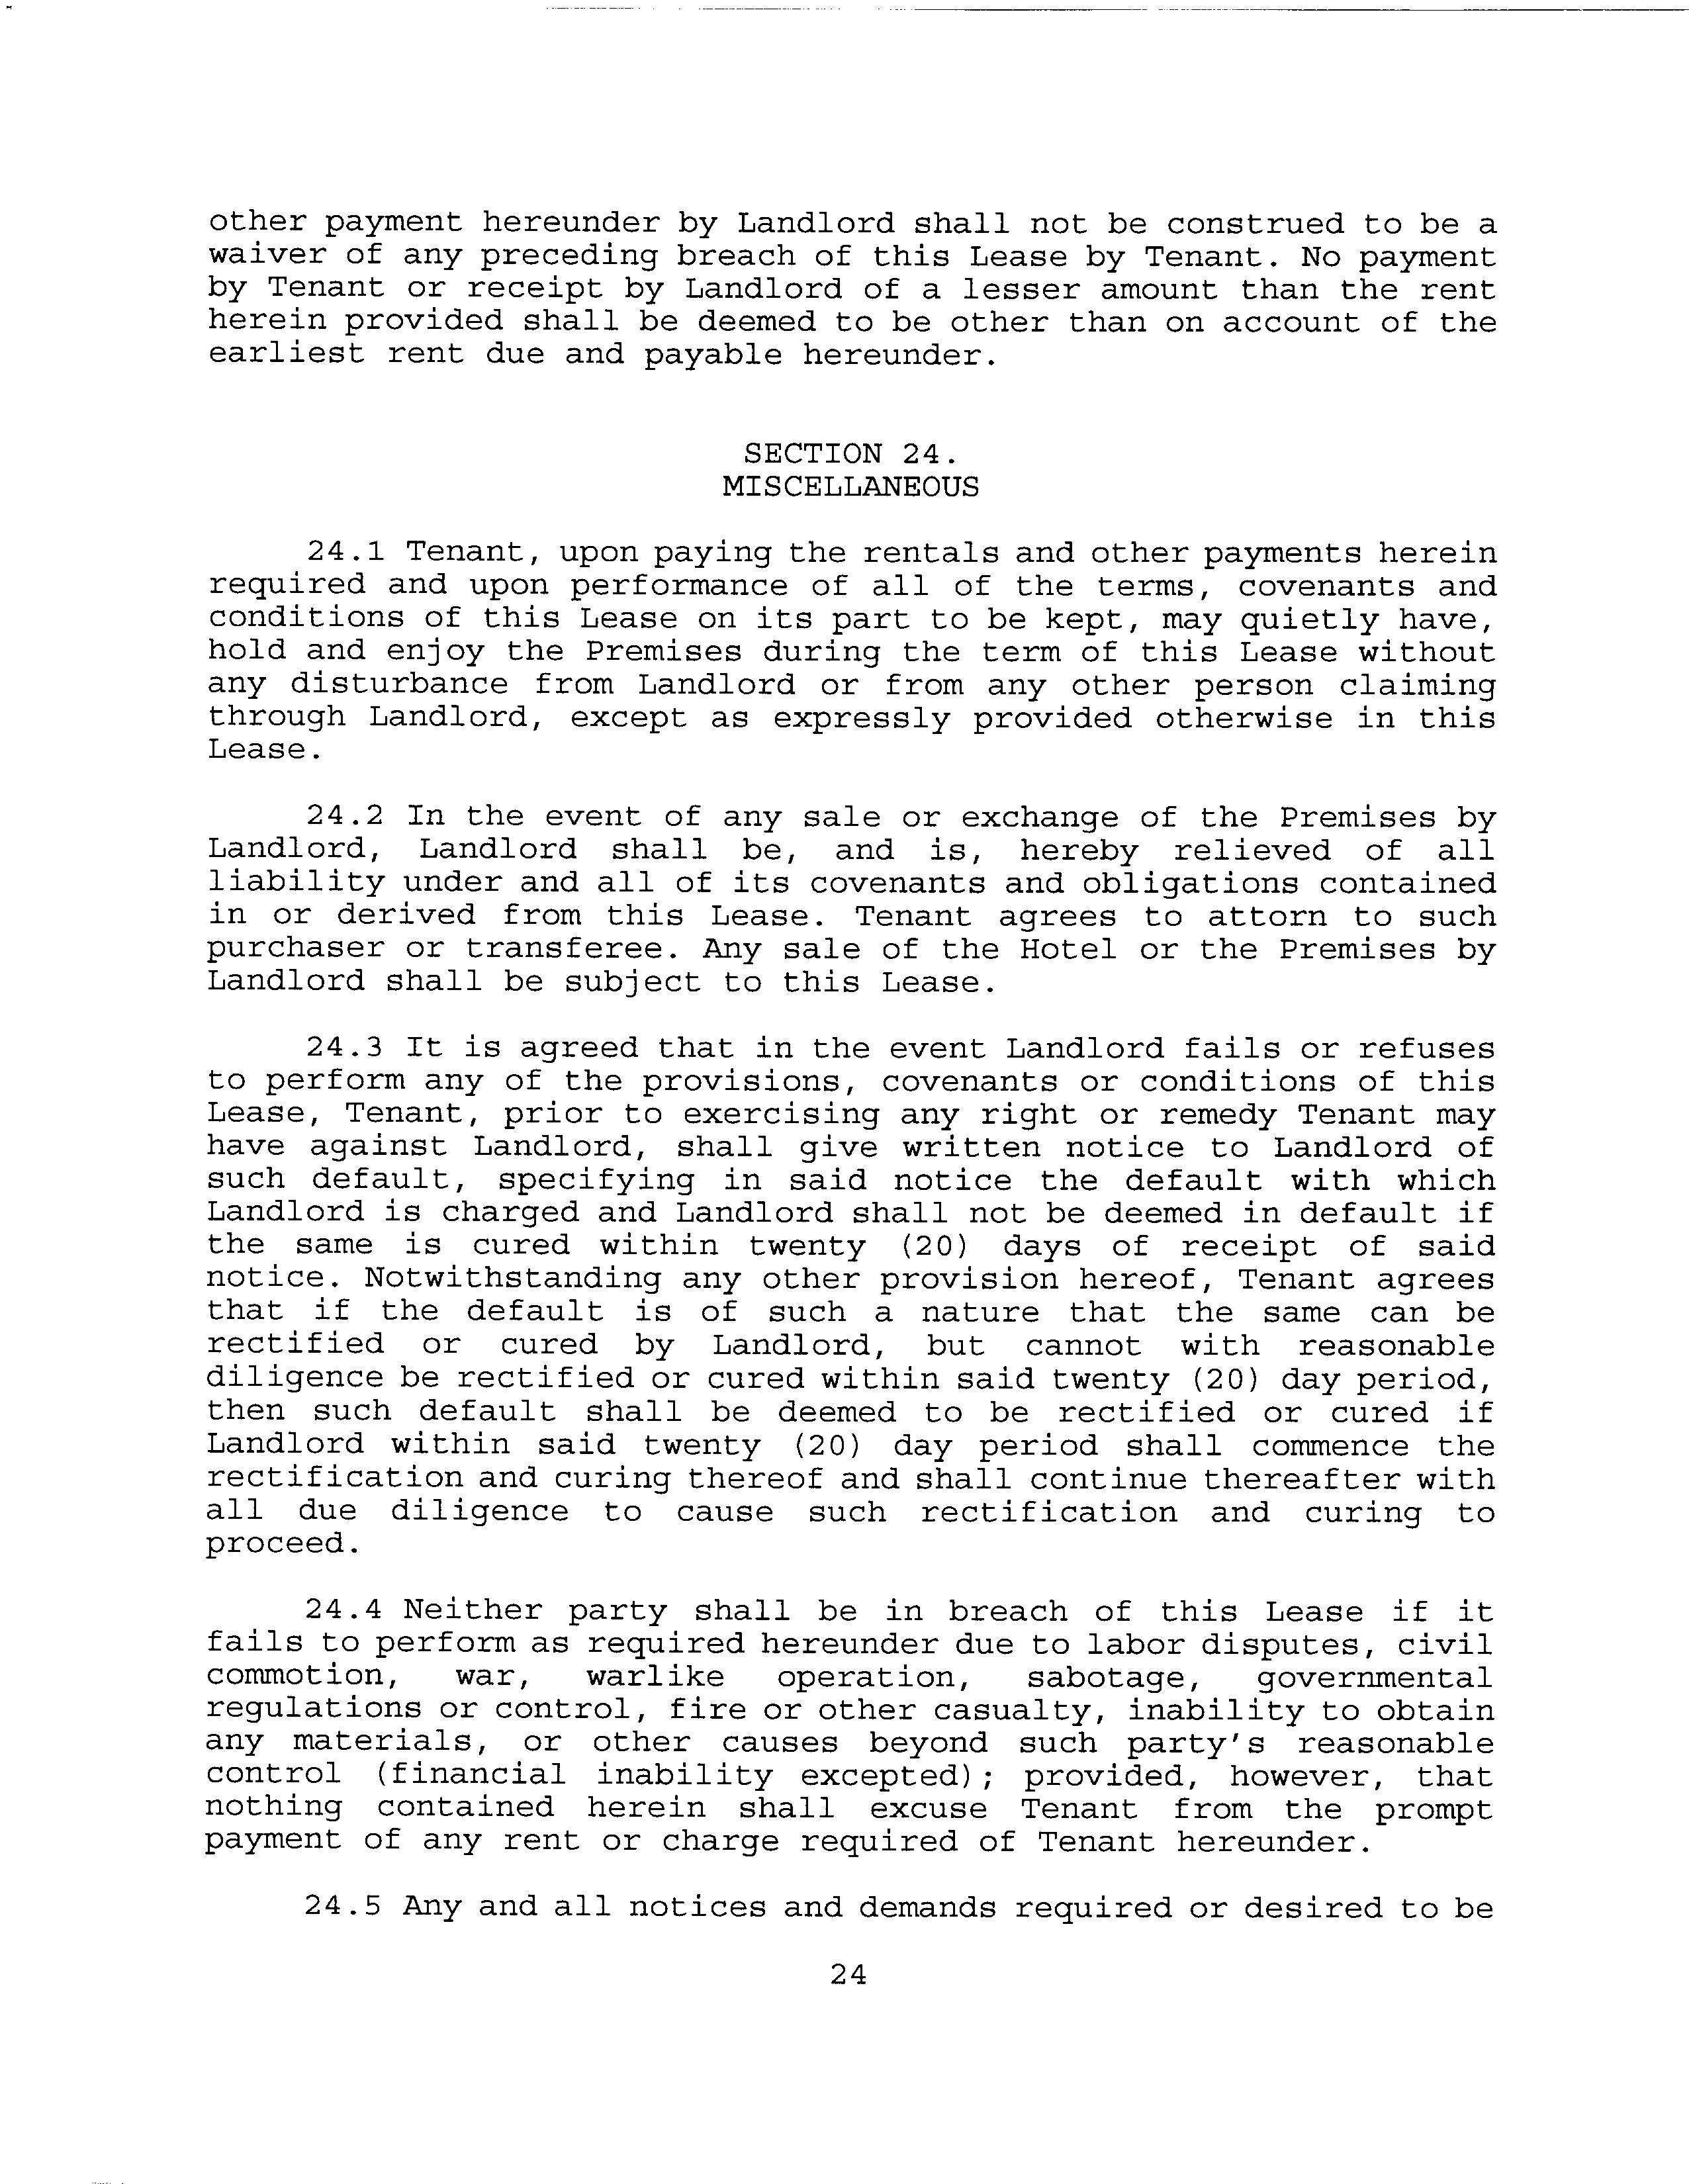 other payment hereunder by Landlord shall not be construed to be a
waiver of any preceding breach of this Lease by Tenant. No payment
by Tenant or receipt by Landlord of a lesser amount than the rent
herein provided shall be deemed to be other than on account of the
earliest rent due and payable hereunder.
SECTION 24.
MISCELLANEOUS
24.1 Tenant, upon paying the rentals and other payments herein
required and upon performance of all of the terms, covenants and
conditions of this Lease on its part to be kept, may quietly have,
hold and enjoy the Premises during the term of this Lease without
any disturbance from Landlord or from any other person claiming
through Landlord, except as expressly provided otherwise in this
Lease.
24.2 In the event of any sale or exchange of the Premises by
Landlord, Landlord shall be, and is, hereby relieved of all
liability under and all of its covenants and obligations contained
in or derived from this Lease. Tenant agrees to attorn to such
purchaser or transferee. Any sale of the Hotel or the Premises by
Landlord shall be subject to this Lease.
24.3 It is agreed that in the event Landlord fails or refuses
to perform any of the provisions, covenants or conditions of this
Lease, Tenant, prior to exercising any right or remedy Tenant may
have against Landlord, shall give written notice to Landlord of
such default, specifying in said notice the default with which
Landlord is charged and Landlord shall not be deemed in default if
the same is cured within twenty (20) days of receipt of said
notice. Notwithstanding any other provision hereof, Tenant agrees
that if the default is of such a nature that the same can be
rectified or cured by Landlord, but cannot with reasonable
diligence be rectified or cured within said twenty (20) day period,
then such default shall be deemed to be rectified or cured if
Landlord within said twenty (20) day period shall commence the
rectification and curing thereof and shall continue thereafter with
all due diligence to cause such rectification and curing to
proceed.
24.4 Neither party shall be in breach of this Lease if it
fails to perform as required hereunder due to labor disputes, civil
commotion, war, warlike operation, sabotage, governmental
regulations or control, fire or other casualty, inability to obtain
any materials, or other causes beyond such party's reasonable
control (financial inability excepted); provided, however, that
nothing contained herein shall excuse Tenant from the prompt
payment of any rent or charge required of Tenant hereunder.
24.5 Any and all notices and demands required or desired to be
24